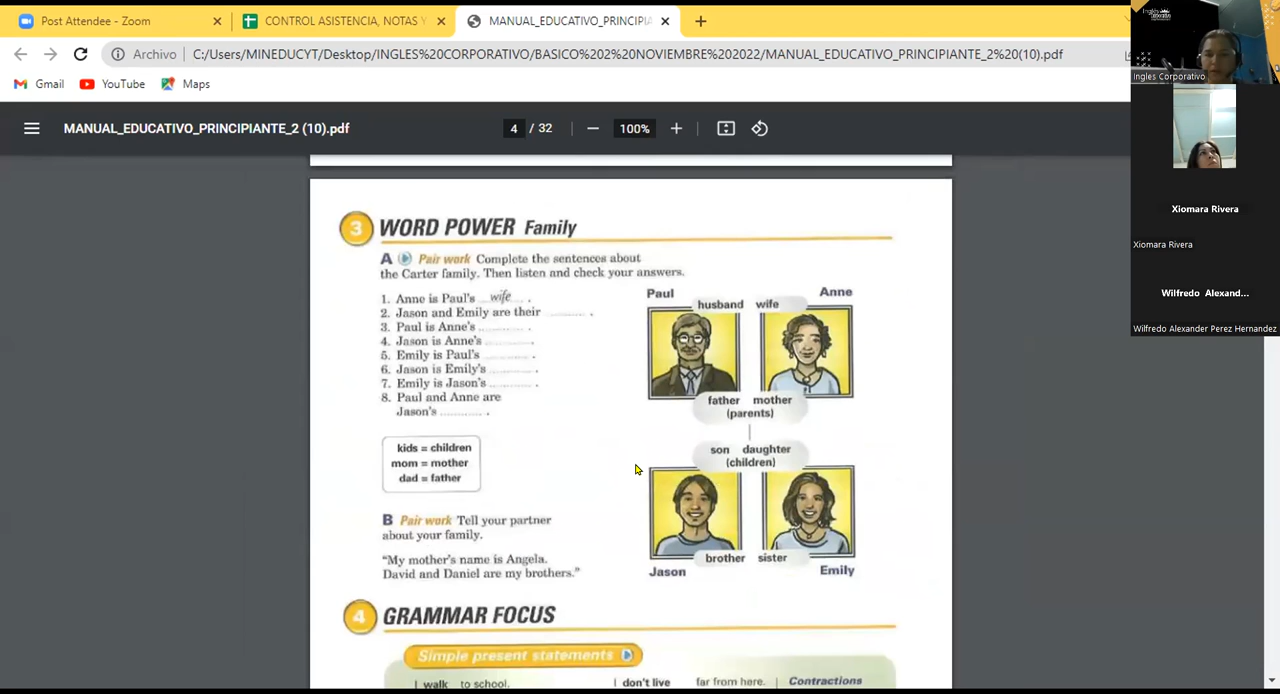 Post Attendee - Zoom
CONTROL ASISTENCIA, NOTAS Y
MANUAL_EDUCATIVO_PRINCIPIA
Archivo
C:/Users/MINEDUCYT/Desktop/INGLES%20CORPORATIVO/BASICO%202%20NOVIEMBRE%202022/MANUAL_EDUCATIVO_PRINCIPIANTE_2%20(10).pdf
Gmail
YouTube
Maps
MANUAL_EDUCATIVO_PRINCIPIANTE_2 (10).pdf
4 / 32
100%
3 WORD POWER Family
A Pair work Complete the sentences about
the Carter family. Then listen and check your answers.
1. Anne is Paul's wife .
2. Jason and Emily are their .......... .
3. Paul is Anne's .......... .
4. Jason is Anne's .......... .
5. Emily is Paul's .......... .
6. Jason is Emily's .......... .
7. Emily is Jason's .......... .
8. Paul and Anne are
Jason's .......... .
kids = children
mom = mother
dad = father
B Pair work Tell your partner
about your family.
"My mother's name is Angela.
David and Daniel are my brothers."
Paul
Anne
husband wife
father mother
(parents)
son daughter
(children)
brother sister
Jason
Emily
4 GRAMMAR FOCUS
Simple present statements
I walk to school.
I don't live far from here.
Contractions
Ingles Corporativo
Xiomara Rivera
Xiomara Rivera
Wilfredo Alexand...
Wilfredo Alexander Perez Hernandez